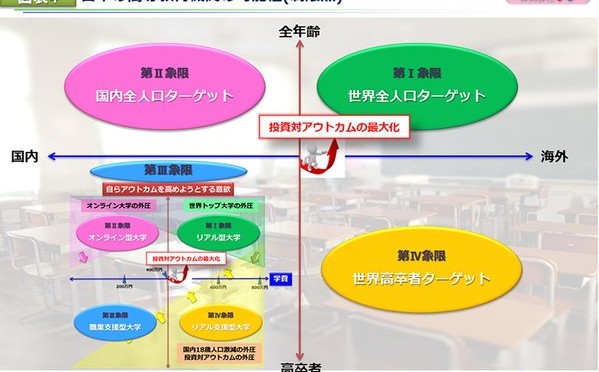 全年齢
第Ⅱ象限
国内全人口ターゲット
第Ⅰ象限
世界全人口ターゲット
投資対アウトカムの最大化
国内
海外
第Ⅲ象限
自らアウトカムを高めようとする意欲
オンライン大学の外圧
世界トップ大学の外圧
第Ⅱ象限
オンライン型大学
第Ⅰ象限
リアル型大学
投資対アウトカムの最大化
400万円
学費
200万円
600万円
800万円
第Ⅲ象限
職業支援型大学
第Ⅳ象限
リアル支援型大学
国内18歳人口激減の外圧
投資対アウトカムの外圧
第Ⅳ象限
世界高卒者ターゲット
高卒者